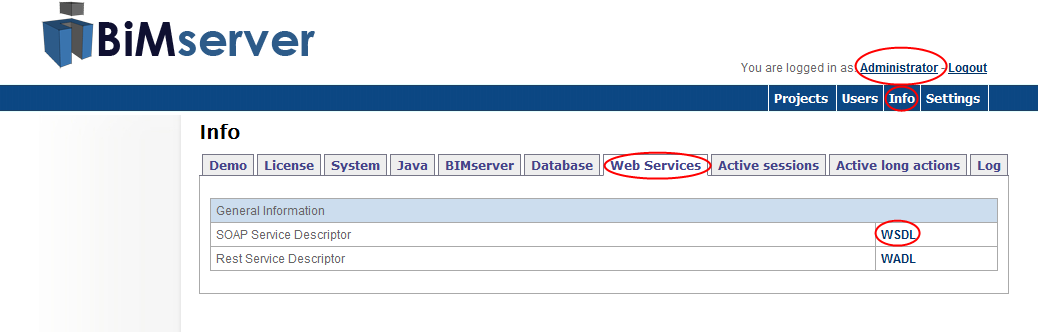 BiMserver
You are logged in as: Administrator - Logout
Projects Users Info Settings
Info
Demo License System Java BIMserver Database Web Services Active sessions Active long actions Log
General Information
SOAP Service Descriptor WSDL
Rest Service Descriptor WADL